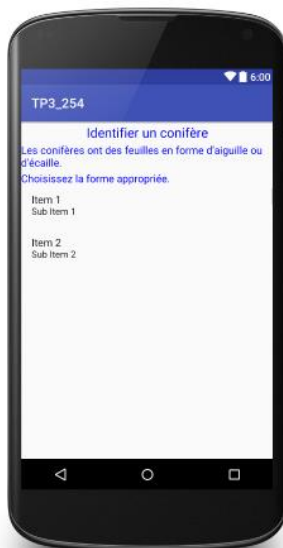 6:00
TP3_254
Identifier un conifère
Les conifères ont des feuilles en forme d'aiguille ou
d'écaille.
Choisissez la forme appropriée.
Item 1
Sub Item 1
Item 2
Sub Item 2